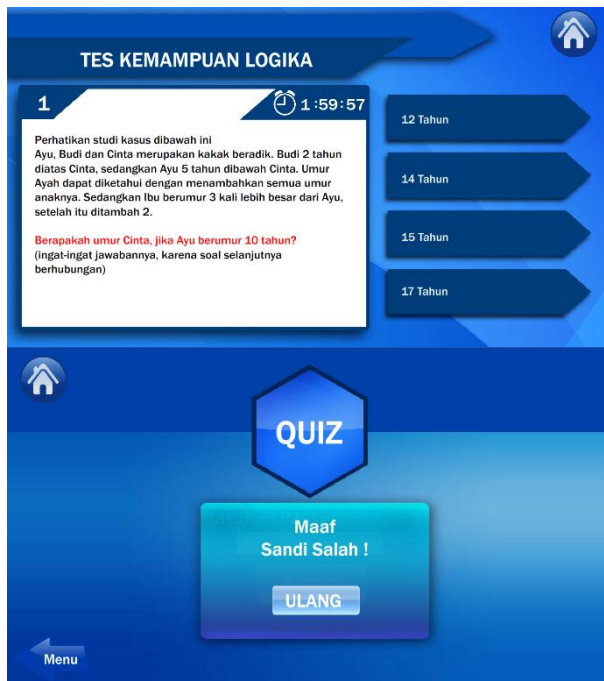 TES KEMAMPUAN LOGIKA
1
1:59:57
Perhatikan studi kasus dibawah ini
Ayu, Budi dan Cinta merupakan kakak beradik. Budi 2 tahun
diatas Cinta, sedangkan Ayu 5 tahun dibawah Cinta. Umur
Ayah dapat diketahui dengan menambahkan semua umur
anaknya. Sedangkan Ibu berumur 3 kali lebih besar dari Ayu,
setelah itu ditambah 2.
Berapakah umur Cinta, jika Ayu berumur 10 tahun?
(ingat-ingat jawabannya, karena soal selanjutnya
berhubungan)
12 Tahun
14 Tahun
15 Tahun
17 Tahun
QUIZ
Maaf
Sandi Salah !
ULANG
Menu